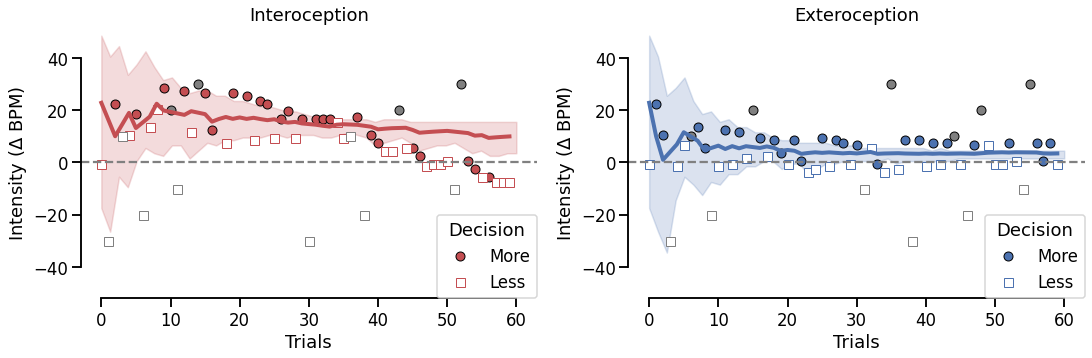 Interoception
Intensity (Δ BPM)
40
20
0
−20
−40
Decision
More
Less
0 10 20 30 40 50 60
Trials
Exteroception
Intensity (Δ BPM)
40
20
0
−20
−40
Decision
More
Less
0 10 20 30 40 50 60
Trials